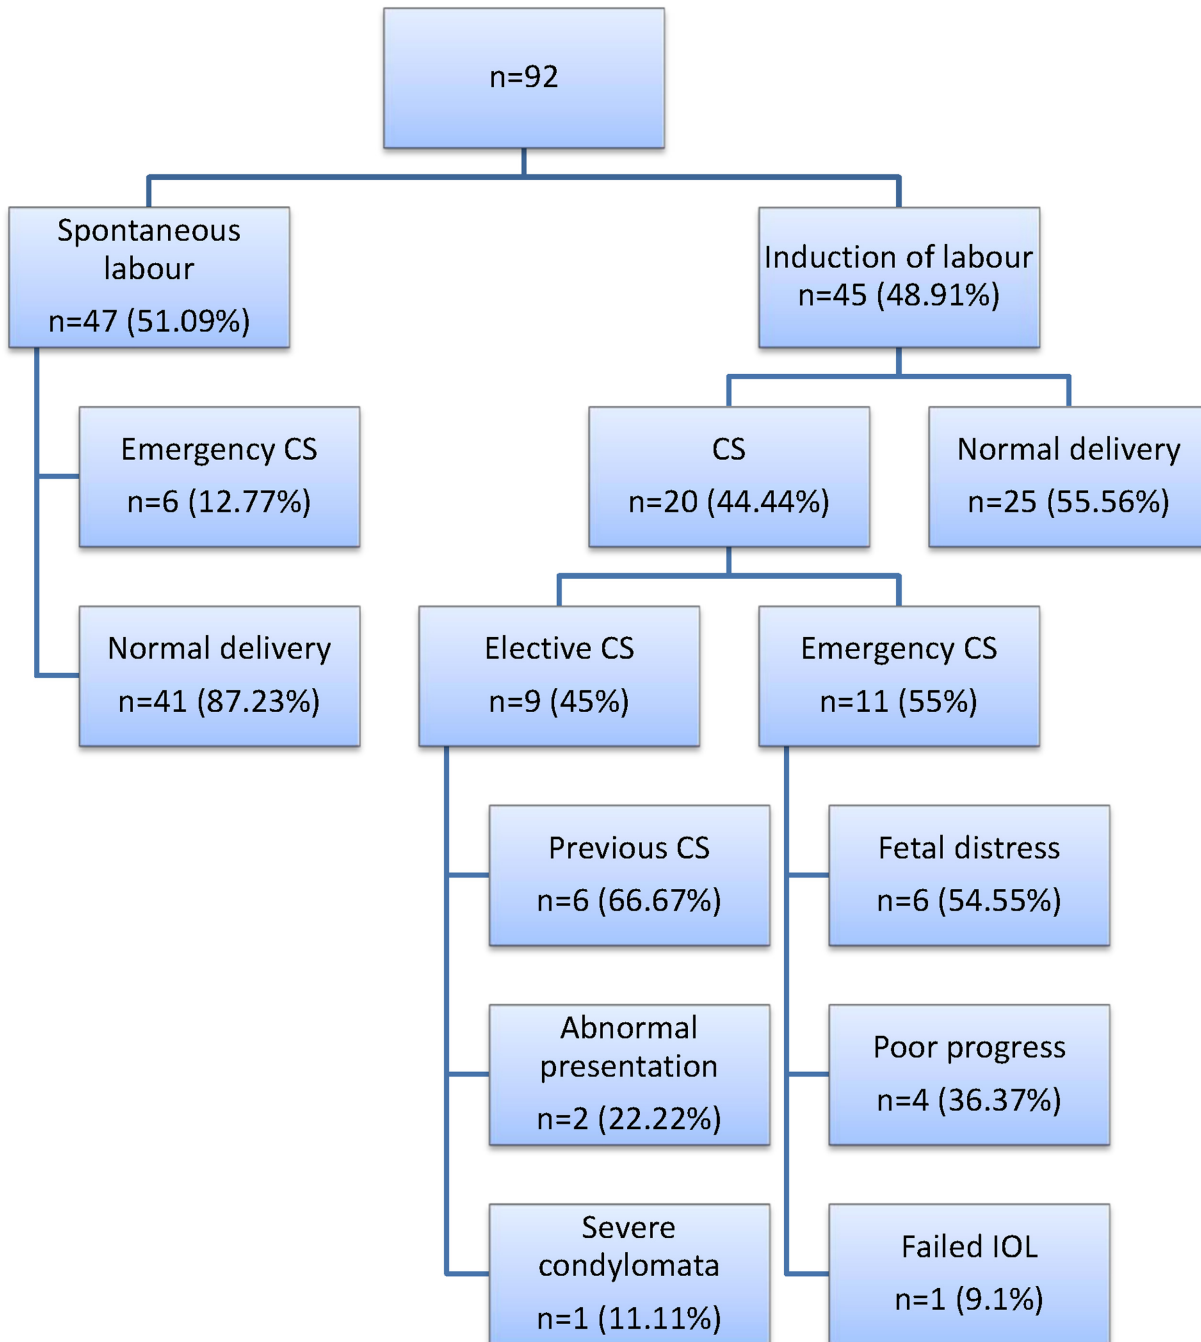 n=92
Spontaneous
labour
n=47 (51.09%)
Induction of labour
n=45 (48.91%)
Emergency CS
n=6 (12.77%)
Normal delivery
n=41 (87.23%)
CS
n=20 (44.44%)
Normal delivery
n=25 (55.56%)
Elective CS
n=9 (45%)
Emergency CS
n=11 (55%)
Previous CS
n=6 (66.67%)
Abnormal
presentation
n=2 (22.22%)
Severe
condylomata
n=1 (11.11%)
Fetal distress
n=6 (54.55%)
Poor progress
n=4 (36.37%)
Failed IOL
n=1 (9.1%)